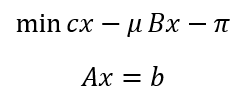 min cx − μ Bx − π
Ax = b